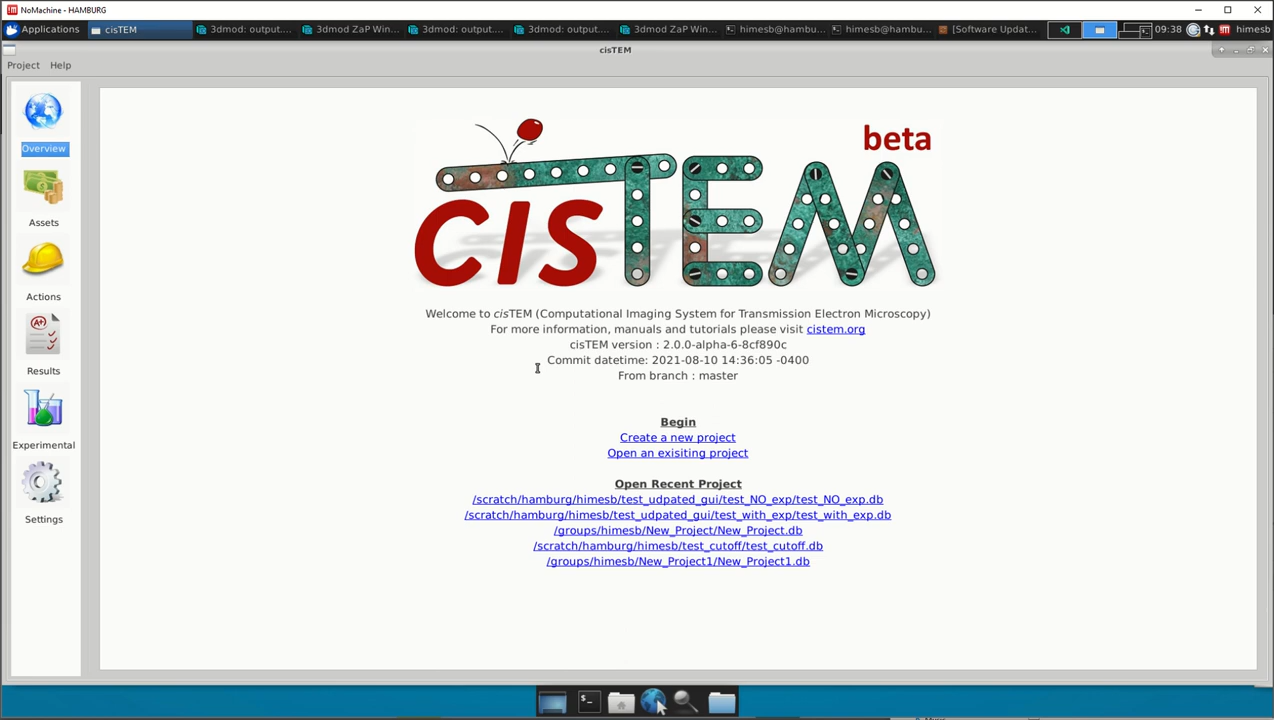 NoMachine - HAMBURG
Applications
cisTEM
3dmod: output....
3dmod ZaP Win...
3dmod: output....
3dmod: output....
3dmod ZaP Win...
himesb@hambu...
himesb@hambu...
[Software Updat...
09:38
himesb
cisTEM
Project Help
beta
cisTEM
Overview
Assets
Actions
A+
Results
Experimental
Settings
Welcome to cisTEM (Computational Imaging System for Transmission Electron Microscopy)
For more information, manuals and tutorials please visit cistem.org
cisTEM version : 2.0.0-alpha-6-8cf890c
Commit datetime: 2021-08-10 14:36:05 -0400
From branch : master
Begin
Create a new project
Open an exisiting project
Open Recent Project
/scratch/hamburg/himesb/test_udpated_gui/test_NO_exp/test_NO_exp.db
/scratch/hamburg/himesb/test_udpated_gui/test_with_exp/test_with_exp.db
/groups/himesb/New_Project/New_Project.db
/scratch/hamburg/himesb/test_cutoff/test_cutoff.db
/groups/himesb/New_Project1/New_Project1.db